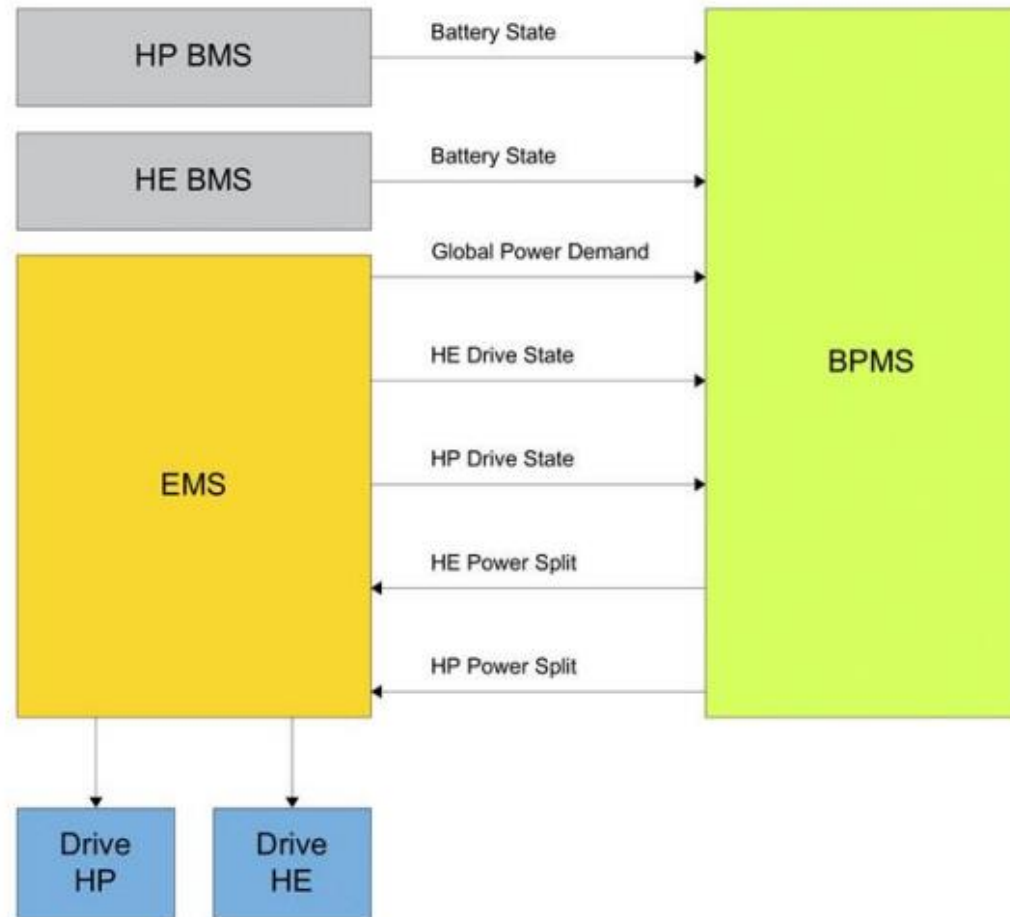 HP BMS
Battery State
HE BMS
Battery State
Global Power Demand
HE Drive State
BPMS
HP Drive State
EMS
HE Power Split
HP Power Split
Drive
HP
Drive
HE